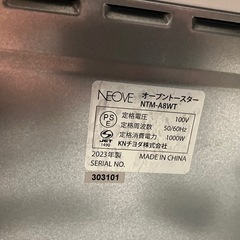 NEOVE オーブントースター
NTM-A8WT
定格電圧 100V
定格周波数 50/60Hz
定格消費電力 1000W
KNチヨダ株式会社
2023年製 MADE IN CHINA
SERIAL NO.
303101